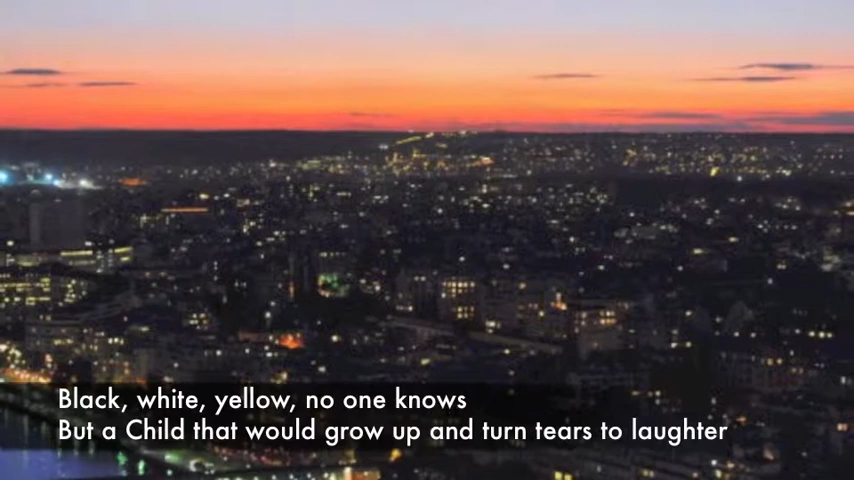 Black, white, yellow, no one knows
But a Child that would grow up and turn tears to laughter